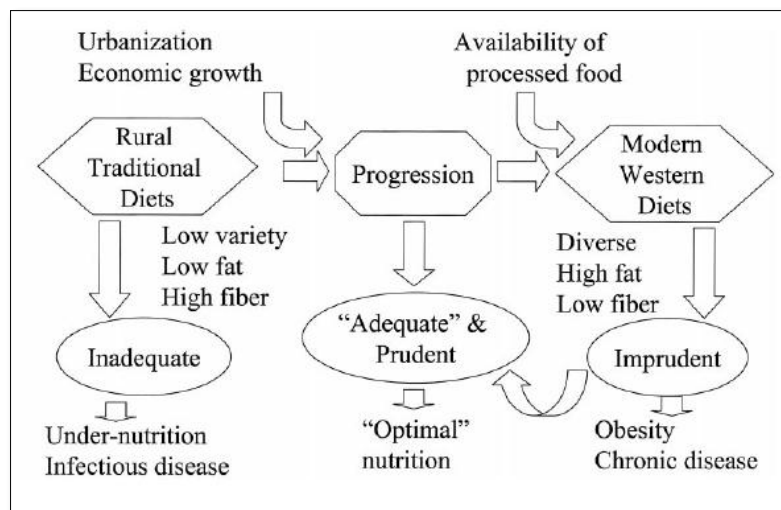 Urbanization
Economic growth
Availability of
processed food
Rural
Traditional
Diets
Progression
Modern
Western
Diets
Low variety
Low fat
High fiber
Diverse
High fat
Low fiber
Inadequate
“Adequate” &
Prudent
Imprudent
Under-nutrition
Infectious disease
“Optimal”
nutrition
Obesity
Chronic disease